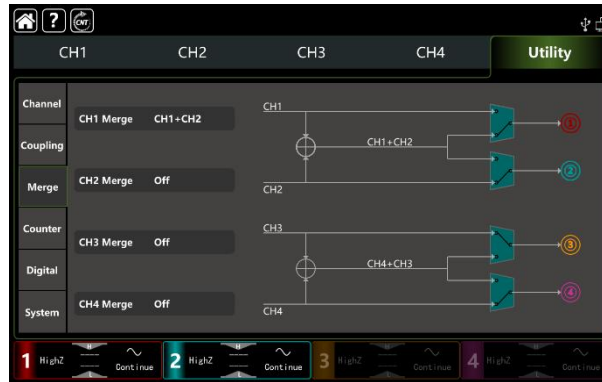 ? CNT
CH1 CH2 CH3 CH4 Utility
Channel
CH1 Merge CH1+CH2
Coupling
Merge
CH2 Merge Off
Counter
CH3 Merge Off
Digital
System
CH4 Merge Off
CH1
CH1+CH2
①
②
CH2
CH3
CH4+CH3
③
④
CH4
1 HighZ H L Continue 2 HighZ H L Continue 3 HighZ H L Continue 4 HighZ H L Continue